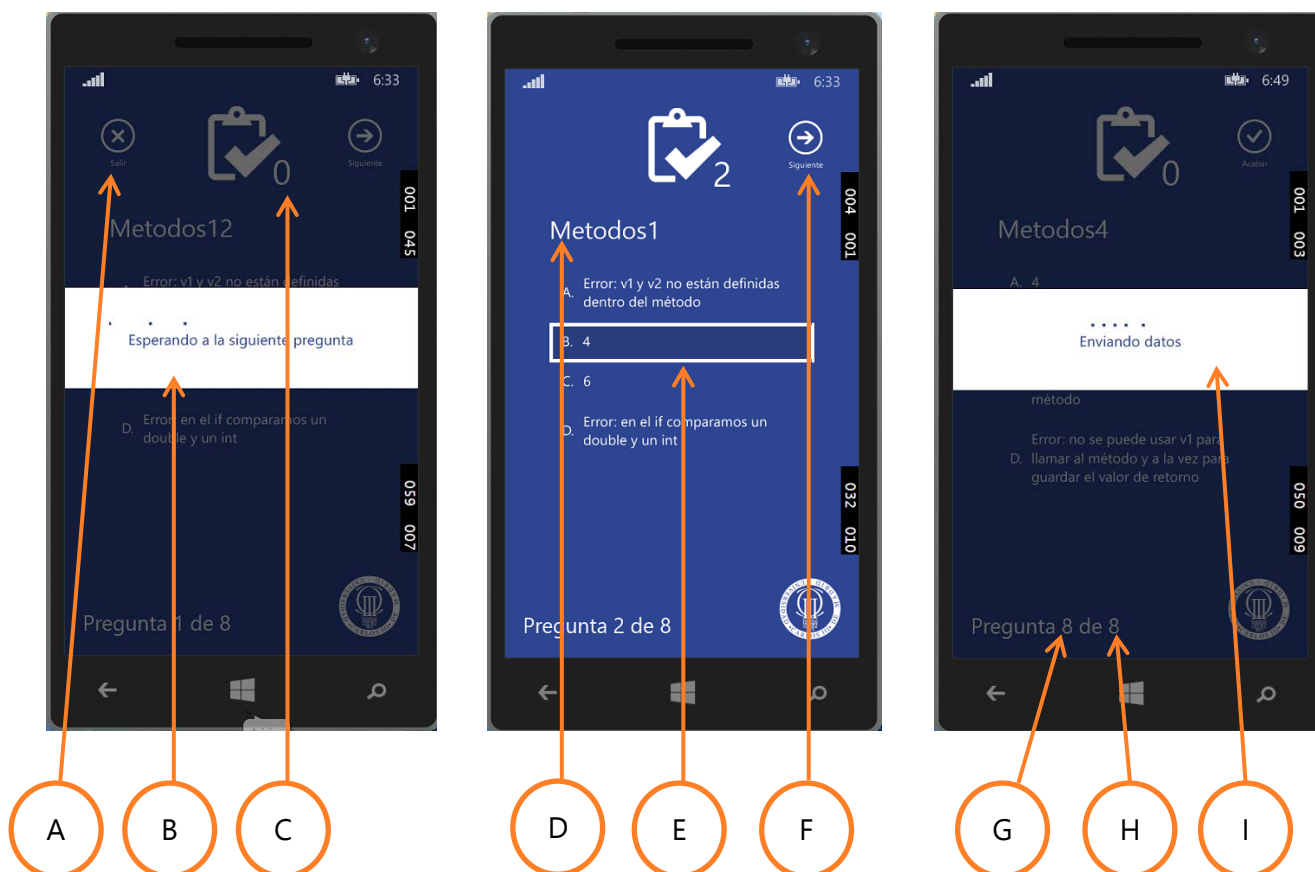 6:33
Salir
0
Siguiente
001 045
Metodos12
Error: v1 y v2 no están definidas
Esperando a la siguiente pregunta
D. Error: en el if comparamos un
double y un int
059 007
Pregunta 1 de 8
6:33
2
Siguiente
004 001
Metodos1
A. Error: v1 y v2 no están definidas
dentro del método
B. 4
C. 6
D. Error: en el if comparamos un
double y un int
032 010
Pregunta 2 de 8
6:49
0
Acabar
001 003
Metodos4
A. 4
Enviando datos
método
Error: no se puede usar v1 para
D. llamar al método y a la vez para
guardar el valor de retorno
050 009
Pregunta 8 de 8
A
B
C
D
E
F
G
H
I